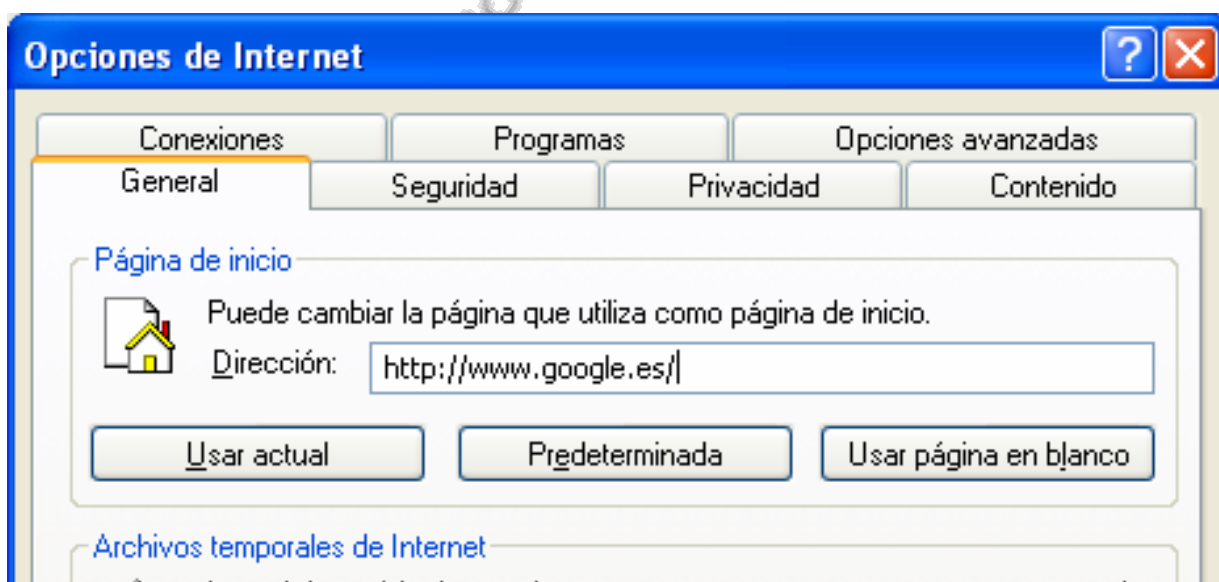 Opciones de Internet
Conexiones Programas Opciones avanzadas
General Seguridad Privacidad Contenido
Página de inicio
Puede cambiar la página que utiliza como página de inicio.
Dirección: http://www.google.es/
Usar actual Predeterminada Usar página en blanco
Archivos temporales de Internet